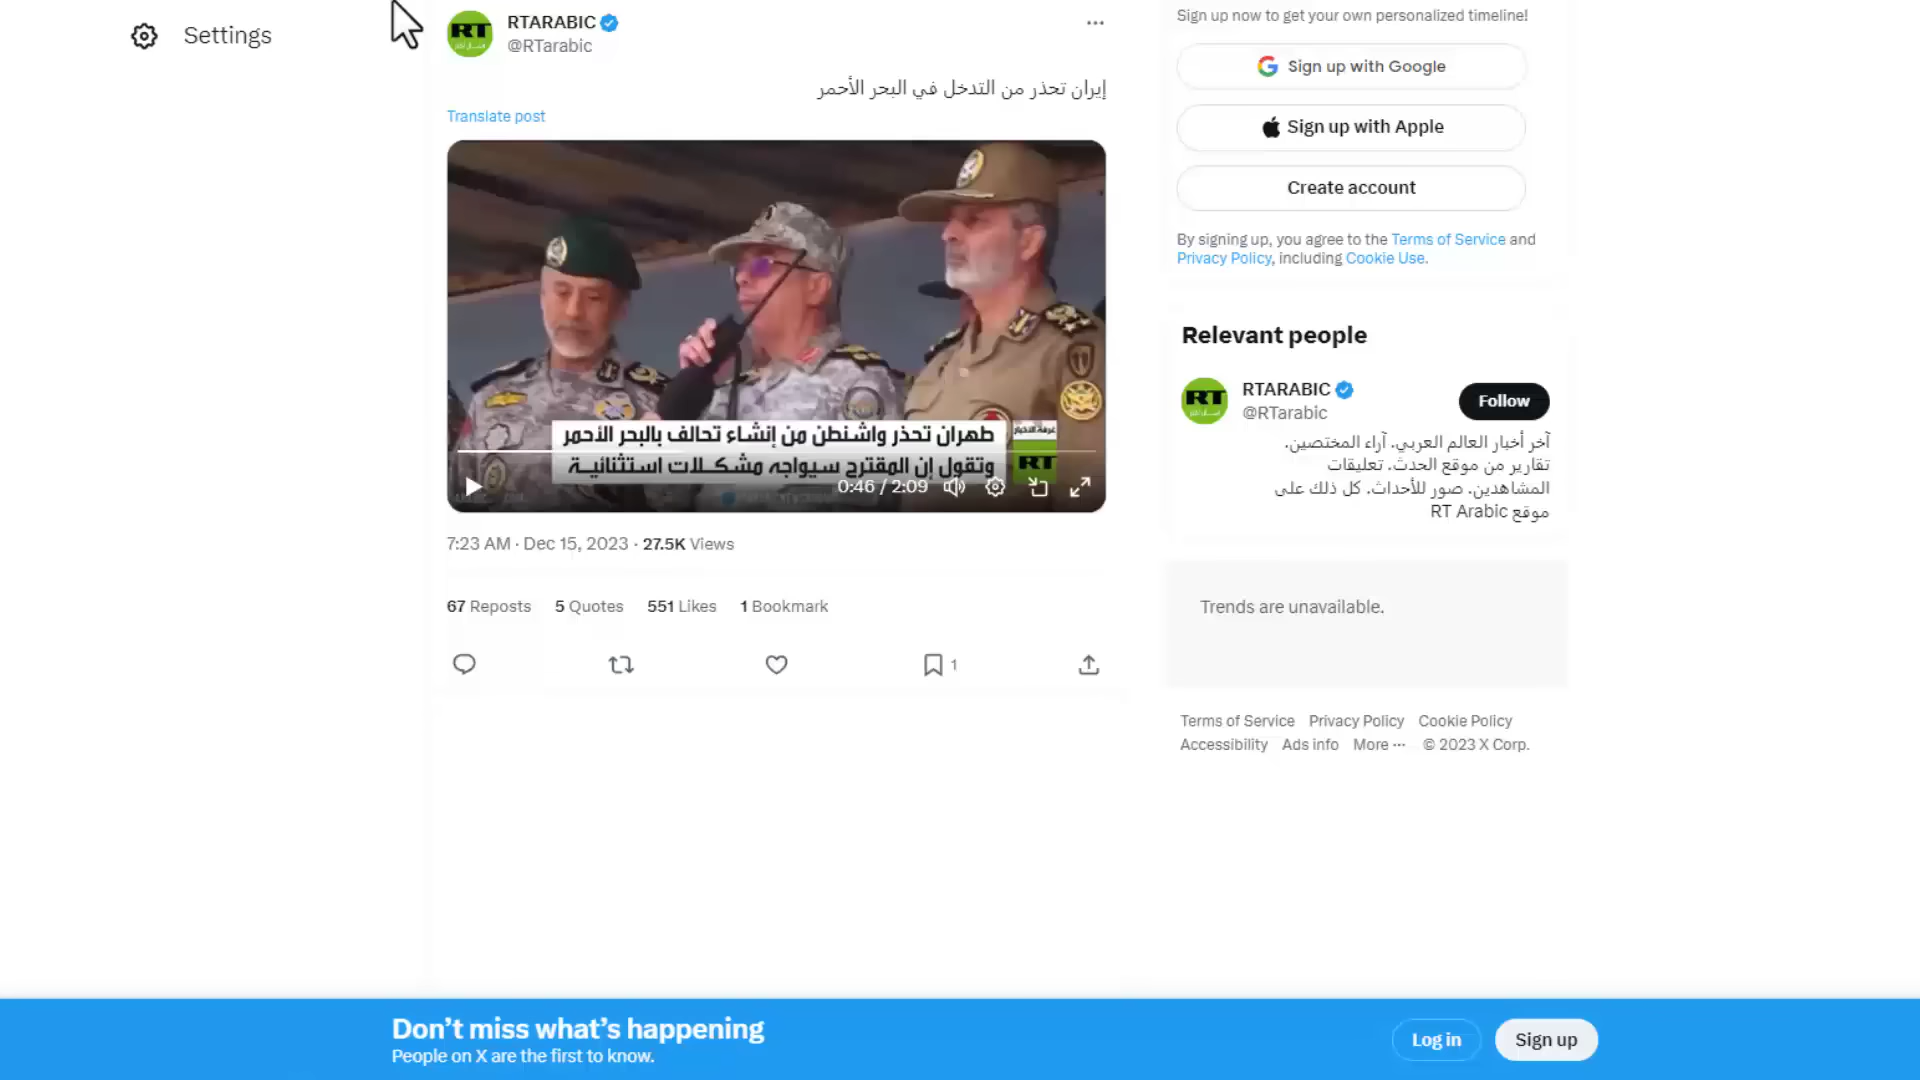 Settings
RTARABIC
@RTarabic
إيران تحذر من التدخل في البحر الأحمر
Translate post
طهران تحذر واشنطن من إنشاء تحالف بالبحر الأحمر
وتقول إن المقترح سيواجه مشكلات استثنائية
غرفة الأخبار
RT
0:46 / 2:09
7:23 AM · Dec 15, 2023 · 27.5K Views
67 Reposts 5 Quotes 551 Likes 1 Bookmark
1
Sign up now to get your own personalized timeline!
Sign up with Google
Sign up with Apple
Create account
By signing up, you agree to the Terms of Service and
Privacy Policy, including Cookie Use.
Relevant people
RT
RTARABIC
@RTarabic
Follow
آخر أخبار العالم العربي. آراء المختصين.
تقارير من موقع الحدث. تعليقات
المشاهدين. صور للأحداث. كل ذلك على
موقع RT Arabic
Trends are unavailable.
Terms of Service Privacy Policy Cookie Policy
Accessibility Ads info More ··· © 2023 X Corp.
Don’t miss what’s happening
People on X are the first to know.
Log in
Sign up